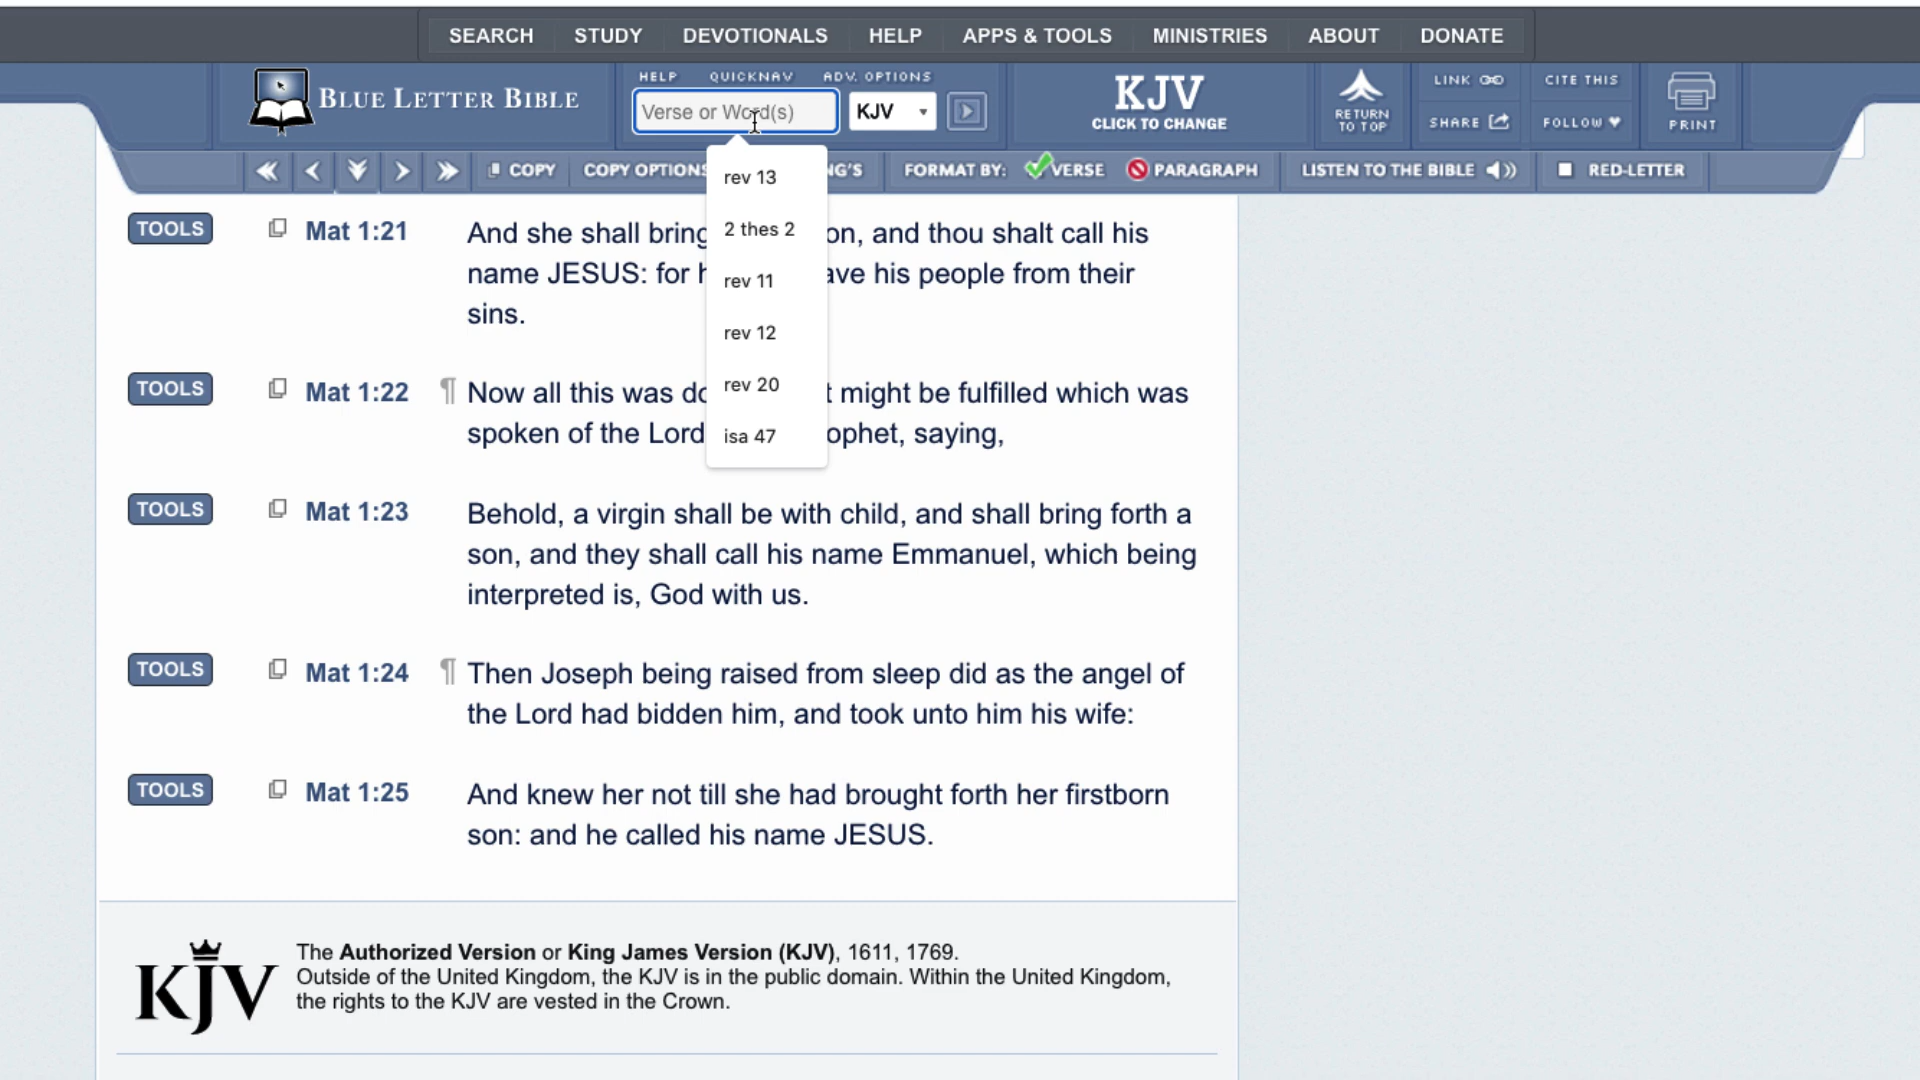 SEARCH STUDY DEVOTIONALS HELP APPS & TOOLS MINISTRIES ABOUT DONATE
BLUE LETTER BIBLE
HELP QUICKNAV ADV. OPTIONS
Verse or Word(s) KJV
KJV
CLICK TO CHANGE
RETURN
TO TOP
LINK
SHARE
CITE THIS
FOLLOW
PRINT
COPY COPY OPTIONS NG'S FORMAT BY: VERSE PARAGRAPH LISTEN TO THE BIBLE RED-LETTER
rev 13
2 thes 2
rev 11
rev 12
rev 20
isa 47
TOOLS Mat 1:21 And she shall bring on, and thou shalt call his
name JESUS: for h ave his people from their
sins.
TOOLS Mat 1:22 ¶ Now all this was do t might be fulfilled which was
spoken of the Lord ophet, saying,
TOOLS Mat 1:23 Behold, a virgin shall be with child, and shall bring forth a
son, and they shall call his name Emmanuel, which being
interpreted is, God with us.
TOOLS Mat 1:24 ¶ Then Joseph being raised from sleep did as the angel of
the Lord had bidden him, and took unto him his wife:
TOOLS Mat 1:25 And knew her not till she had brought forth her firstborn
son: and he called his name JESUS.
KJV
The Authorized Version or King James Version (KJV), 1611, 1769.
Outside of the United Kingdom, the KJV is in the public domain. Within the United Kingdom,
the rights to the KJV are vested in the Crown.